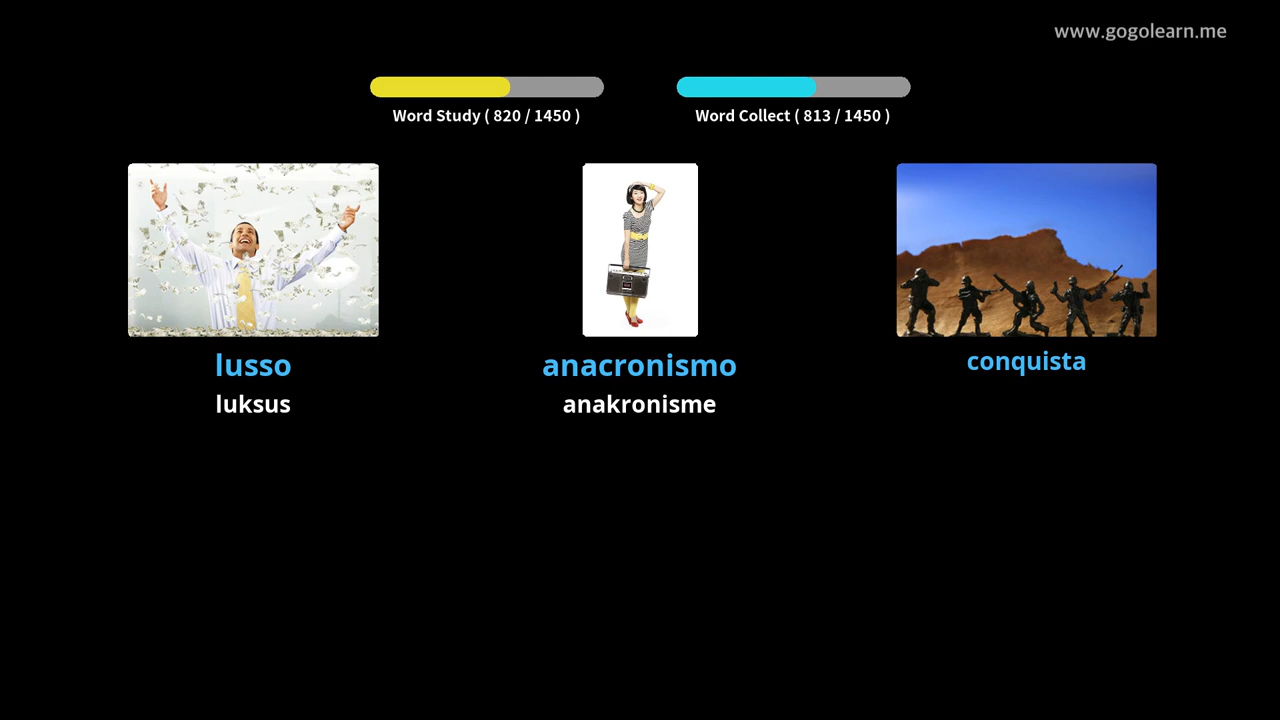 www.gogolearn.me
Word Study ( 820 / 1450 )
Word Collect ( 813 / 1450 )
lusso
luksus
anacronismo
anakronisme
conquista